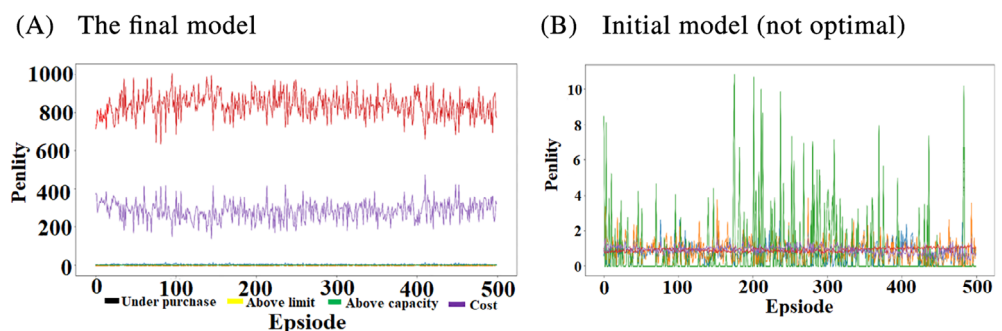 (A) The final model
(B) Initial model (not optimal)
Penlity
1000
800
600
400
200
0
0 100 200 300 400 500
Under purchase Above limit Above capacity Cost
Epsiode
Penlity
10
8
6
4
2
0
0 100 200 300 400 500
Epsiode